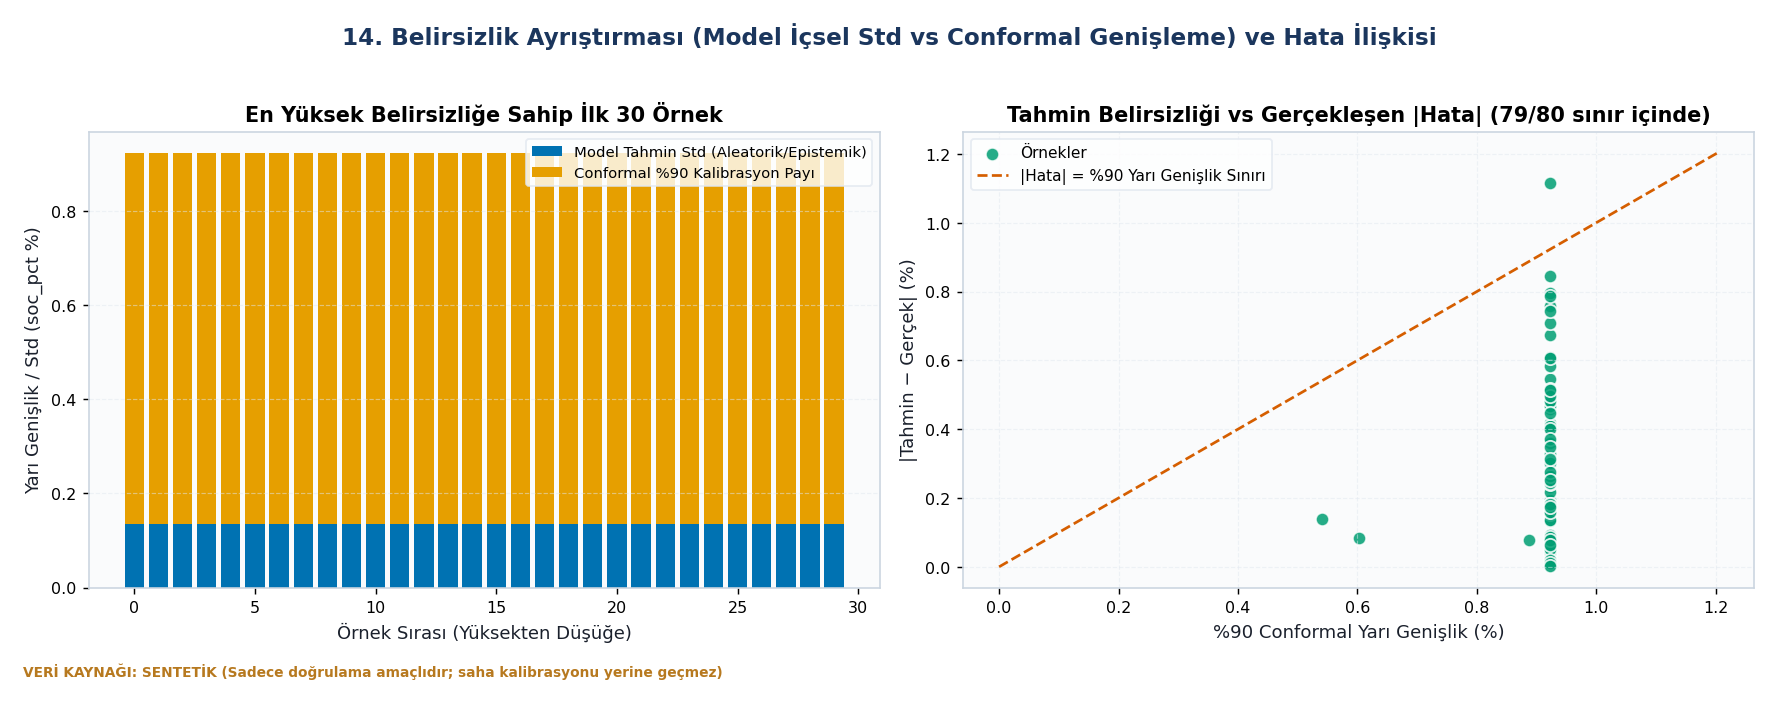 14. Belirsizlik Ayrıştırması (Model İçsel Std vs Conformal Genişleme) ve Hata İlişkisi
En Yüksek Belirsizliğe Sahip İlk 30 Örnek
Model Tahmin Std (Aleatorik/Epistemik)
Conformal %90 Kalibrasyon Payı
Yarı Genişlik / Std (soc_pct %)
0.8
0.6
0.4
0.2
0.0
0 5 10 15 20 25 30
Örnek Sırası (Yüksekten Düşüğe)
Tahmin Belirsizliği vs Gerçekleşen |Hata| (79/80 sınır içinde)
Örnekler
|Hata| = %90 Yarı Genişlik Sınırı
|Tahmin − Gerçek| (%)
1.2
1.0
0.8
0.6
0.4
0.2
0.0
0.0 0.2 0.4 0.6 0.8 1.0 1.2
%90 Conformal Yarı Genişlik (%)
VERİ KAYNAĞI: SENTETİK (Sadece doğrulama amaçlıdır; saha kalibrasyonu yerine geçmez)